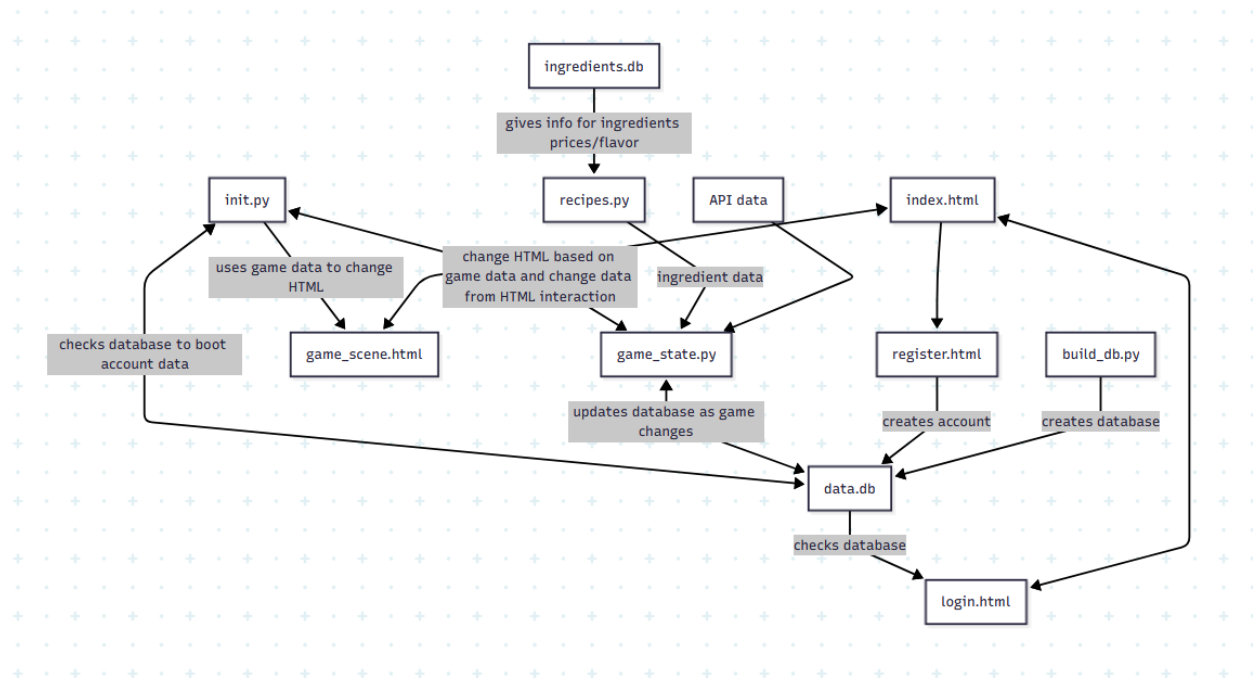 ingredients.db
gives info for ingredients
prices/flavor
init.py
recipes.py
API data
index.html
uses game data to change
HTML
change HTML based on
game data and change data
from HTML interaction
ingredient data
checks database to boot
account data
game_scene.html
game_state.py
register.html
build_db.py
updates database as game
changes
creates account
creates database
data.db
checks database
login.html